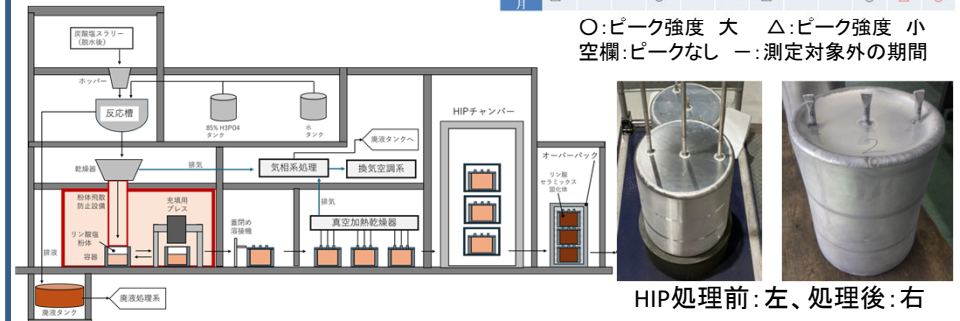 月
〇:ピーク強度 大 △:ピーク強度 小
空欄:ピークなし －:測定対象外の期間
炭酸塩スラリー
(脱水後)
ホッパー
反応槽
85% H3PO4
タンク
水
タンク
廃液タンクへ
HIPチャンバー
乾燥器
排気
気相系処理
換気空調系
オーバーパック
粉体飛散
防止設備
充填用
プレス
排気
リン酸
セラミックス
固化体
リン酸塩
粉体
容器
蓋閉め
溶接機
真空加熱乾燥器
排液
廃液タンク
廃液処理系
HIP処理前:左、処理後:右